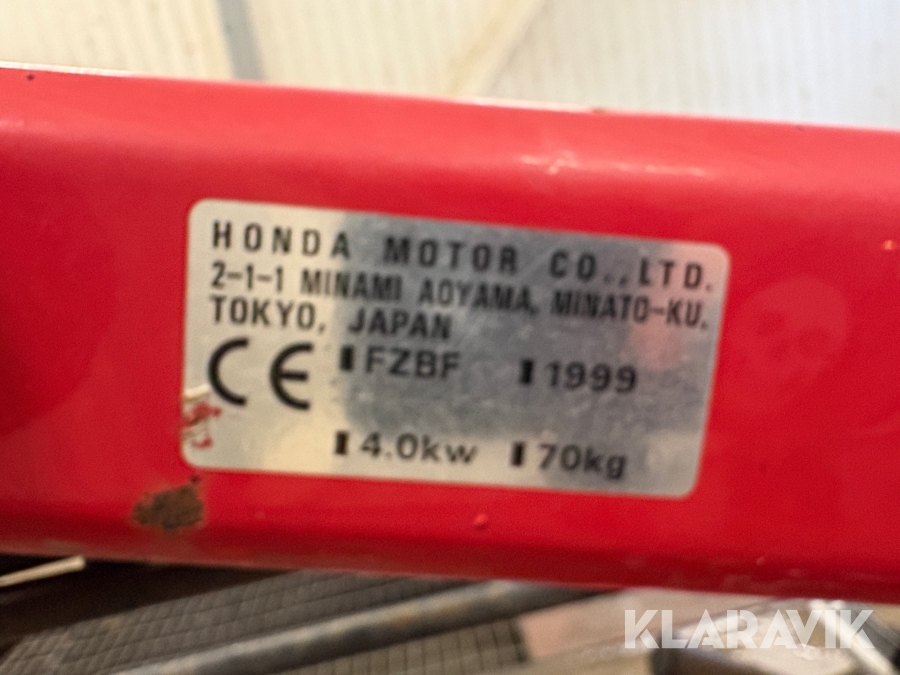 HONDA MOTOR CO.,LTD.
2-1-1 MINAMI AOYAMA, MINATO-KU.
TOKYO, JAPAN
CE FZBF 1999
4.0kw 70kg
KLARAVIK